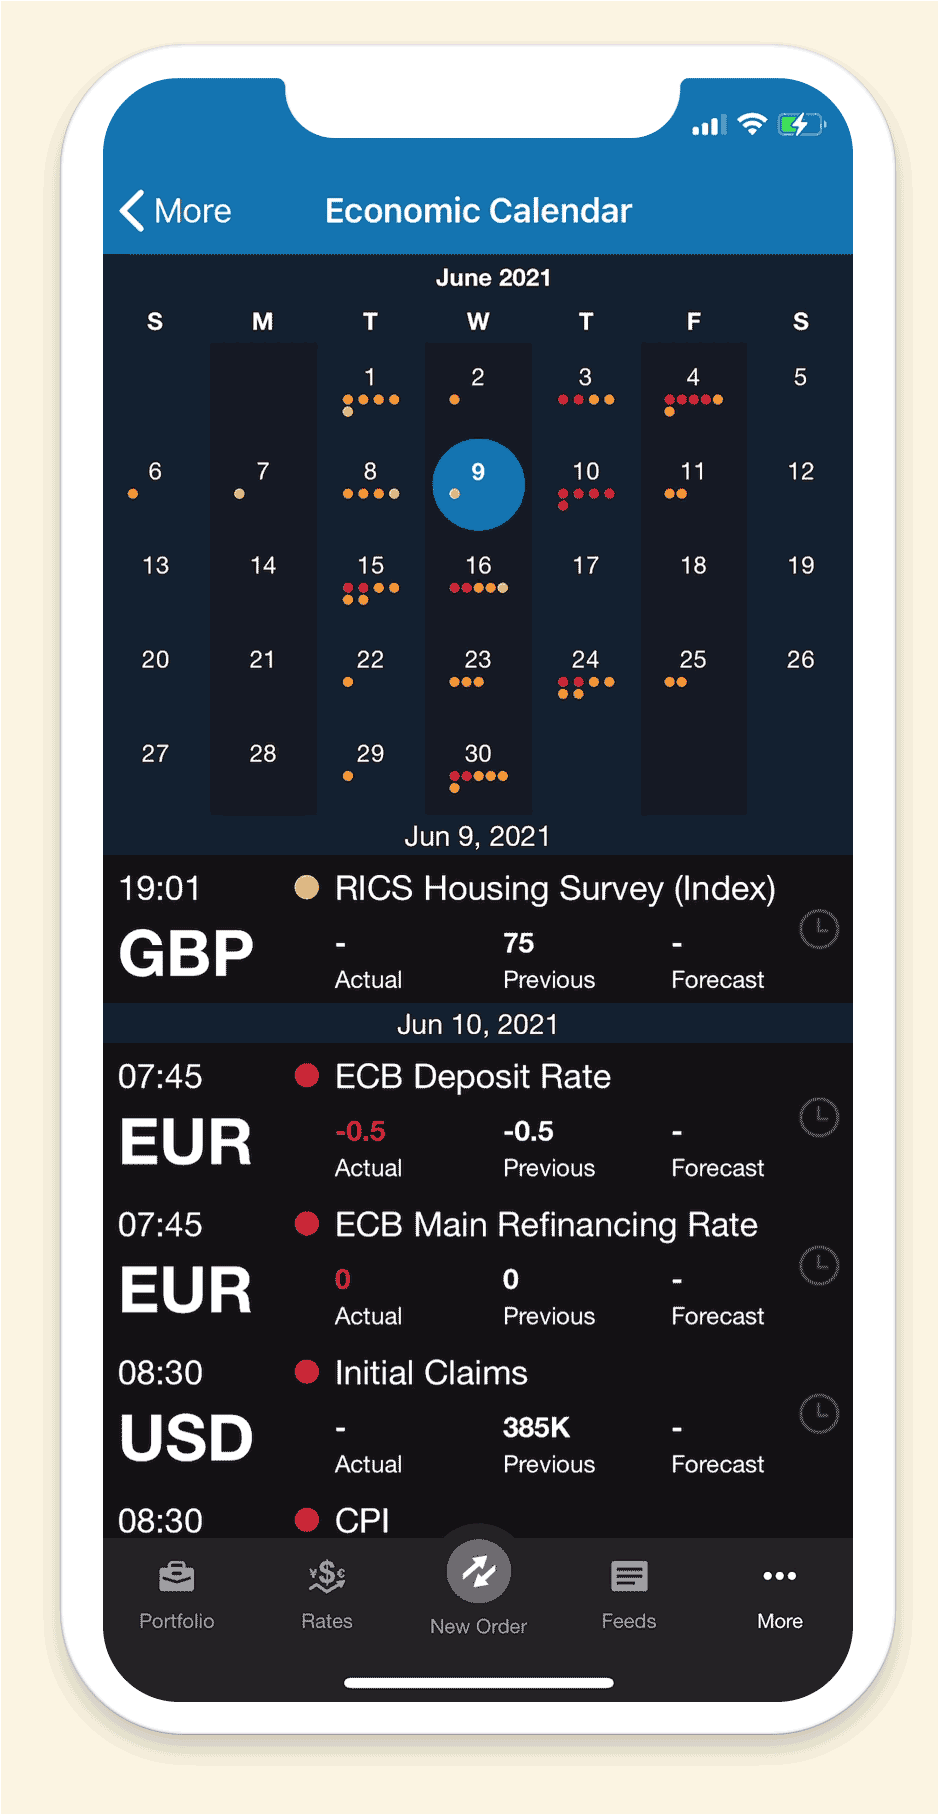 More
Economic Calendar
June 2021
S M T W T F S
1 2 3 4 5
6 7 8 9 10 11 12
13 14 15 16 17 18 19
20 21 22 23 24 25 26
27 28 29 30
Jun 9, 2021
19:01 RICS Housing Survey (Index)
GBP - 75 -
Actual Previous Forecast
Jun 10, 2021
07:45 ECB Deposit Rate
EUR -0.5 -0.5 -
Actual Previous Forecast
07:45 ECB Main Refinancing Rate
EUR 0 0 -
Actual Previous Forecast
08:30 Initial Claims
USD - 385K -
Actual Previous Forecast
08:30 CPI
¥ $ €
Portfolio Rates New Order Feeds More